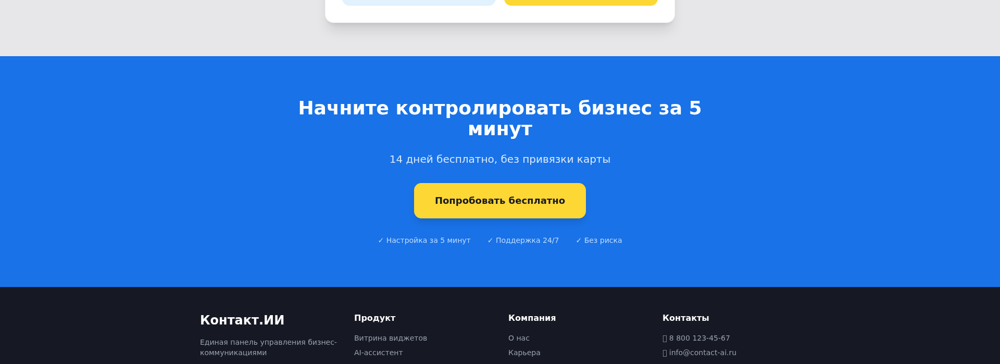 Начните контролировать бизнес за 5
минут
14 дней бесплатно, без привязки карты
Попробовать бесплатно
✓ Настройка за 5 минут ✓ Поддержка 24/7 ✓ Без риска
Контакт.ИИ
Единая панель управления бизнес-
коммуникациями
Продукт
Витрина виджетов
AI-ассистент
Компания
О нас
Карьера
Контакты
8 800 123-45-67
info@contact-ai.ru